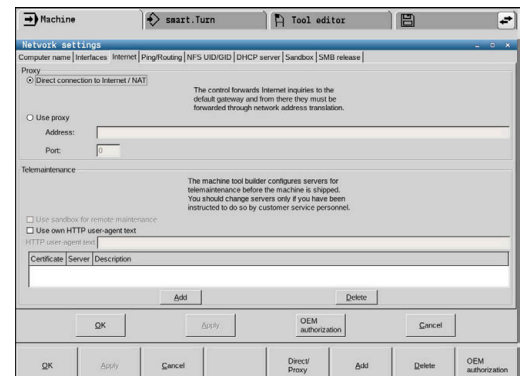 Machine
smart.Turn
Tool editor
Network settings
Computer name Interfaces Internet Ping/Routing NFS UID/GID DHCP server Sandbox SMB release
Proxy
Direct connection to Internet / NAT
The control forwards Internet inquiries to the
default gateway and from there they must be
forwarded through network address translation.
Use proxy
Address:
Port: 0
Telemaintenance
The machine tool builder configures servers for
telemaintenance before the machine is shipped.
You should change servers only if you have been
instructed to do so by customer service personnel.
Use sandbox for remote maintenance
Use own HTTP user-agent text
HTTP user-agent text
Certificate Server Description
Add Delete
OK Apply OEM authorization Cancel
OK Apply Cancel Direct/ Proxy Add Delete OEM authorization